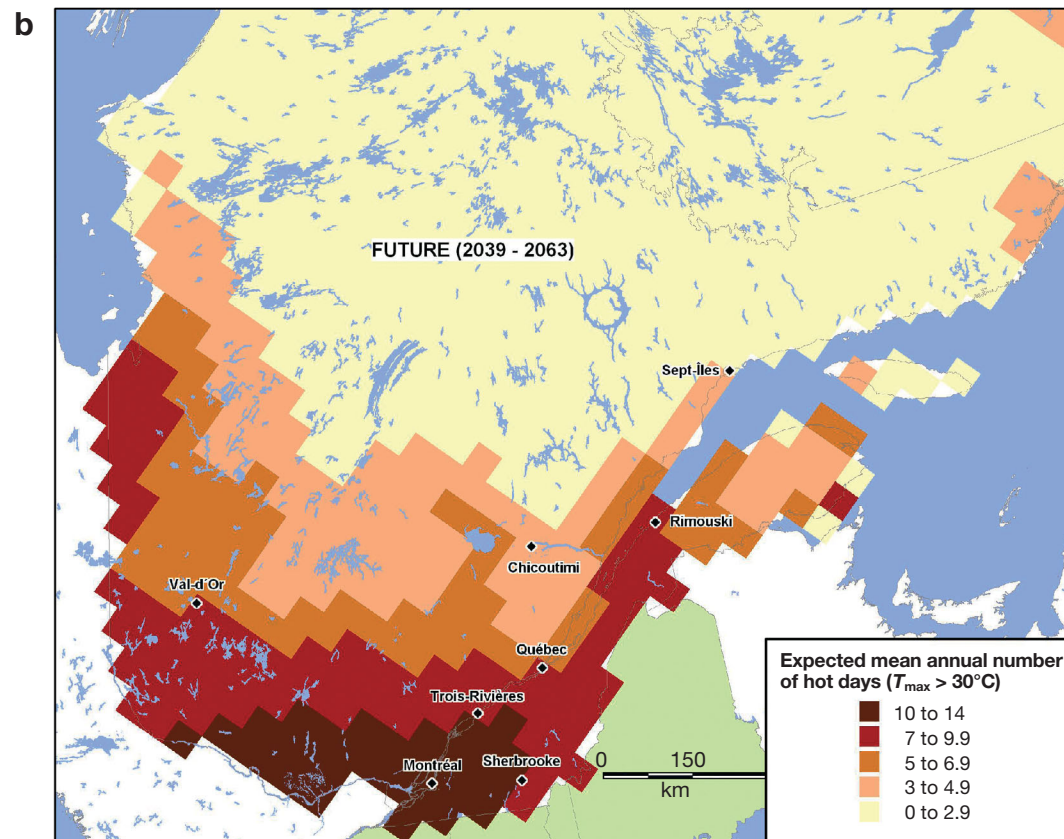 b
FUTURE (2039 - 2063)
Sept-Îles
Rimouski
Chicoutimi
Val-d'Or
Québec
Trois-Rivières
Montréal
Sherbrooke
0 150
km
Expected mean annual number
of hot days (Tmax > 30°C)
10 to 14
7 to 9.9
5 to 6.9
3 to 4.9
0 to 2.9